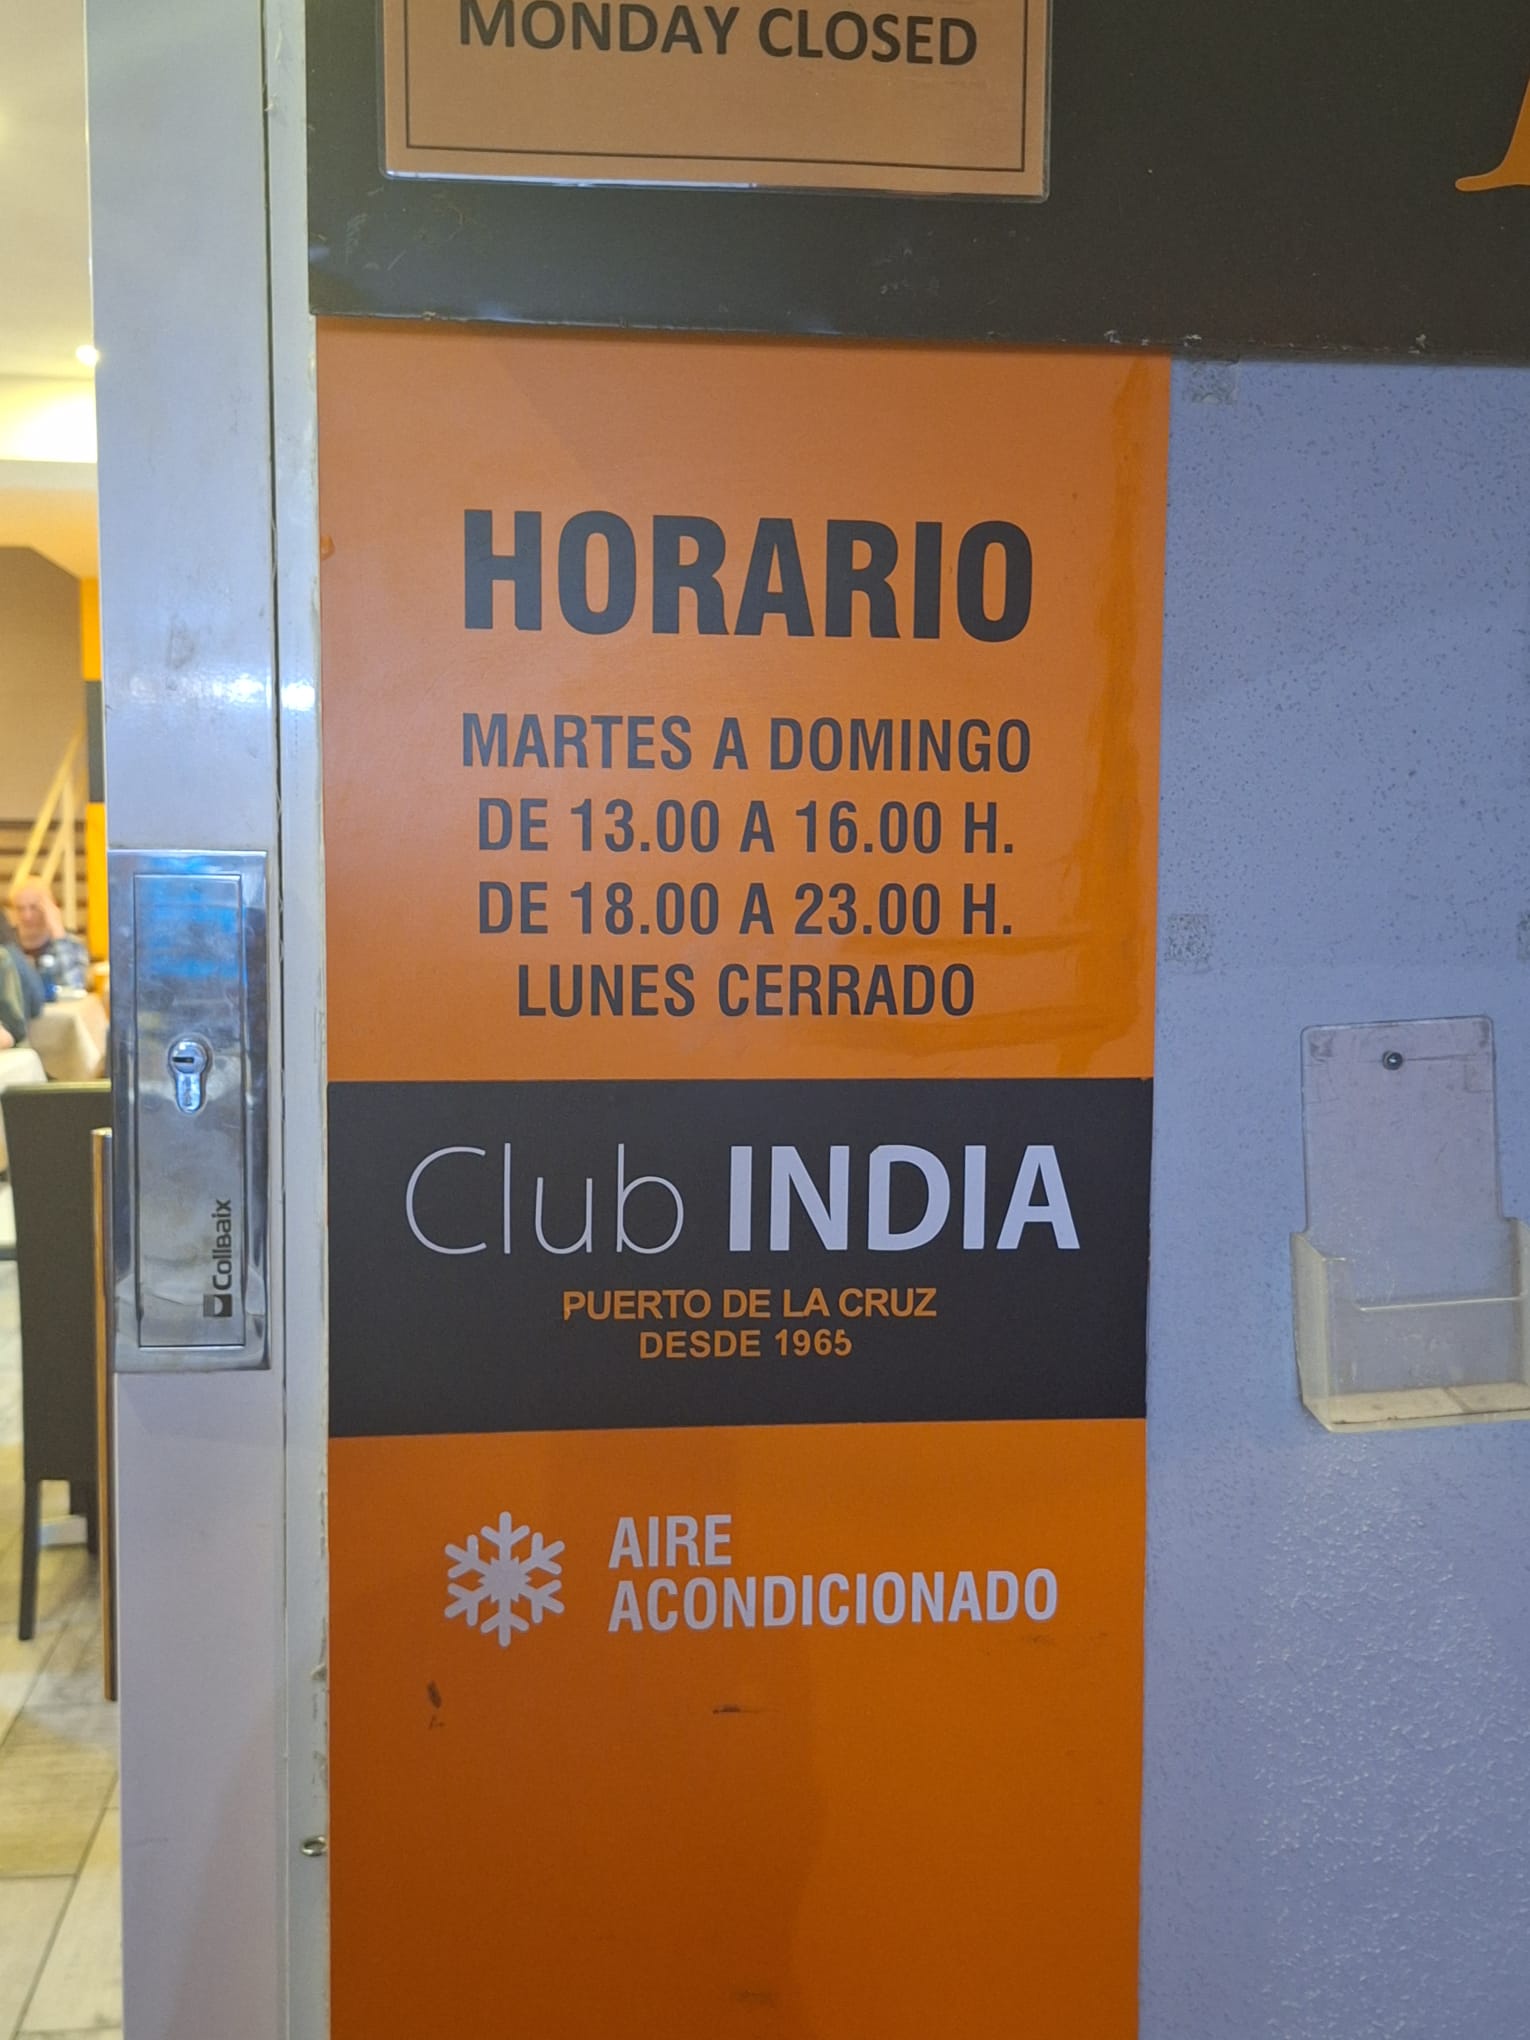 MONDAY CLOSED
HORARIO
MARTES A DOMINGO
DE 13.00 A 16.00 H.
DE 18.00 A 23.00 H.
LUNES CERRADO
Club INDIA
PUERTO DE LA CRUZ
DESDE 1965
AIRE
ACONDICIONADO
Collbaix